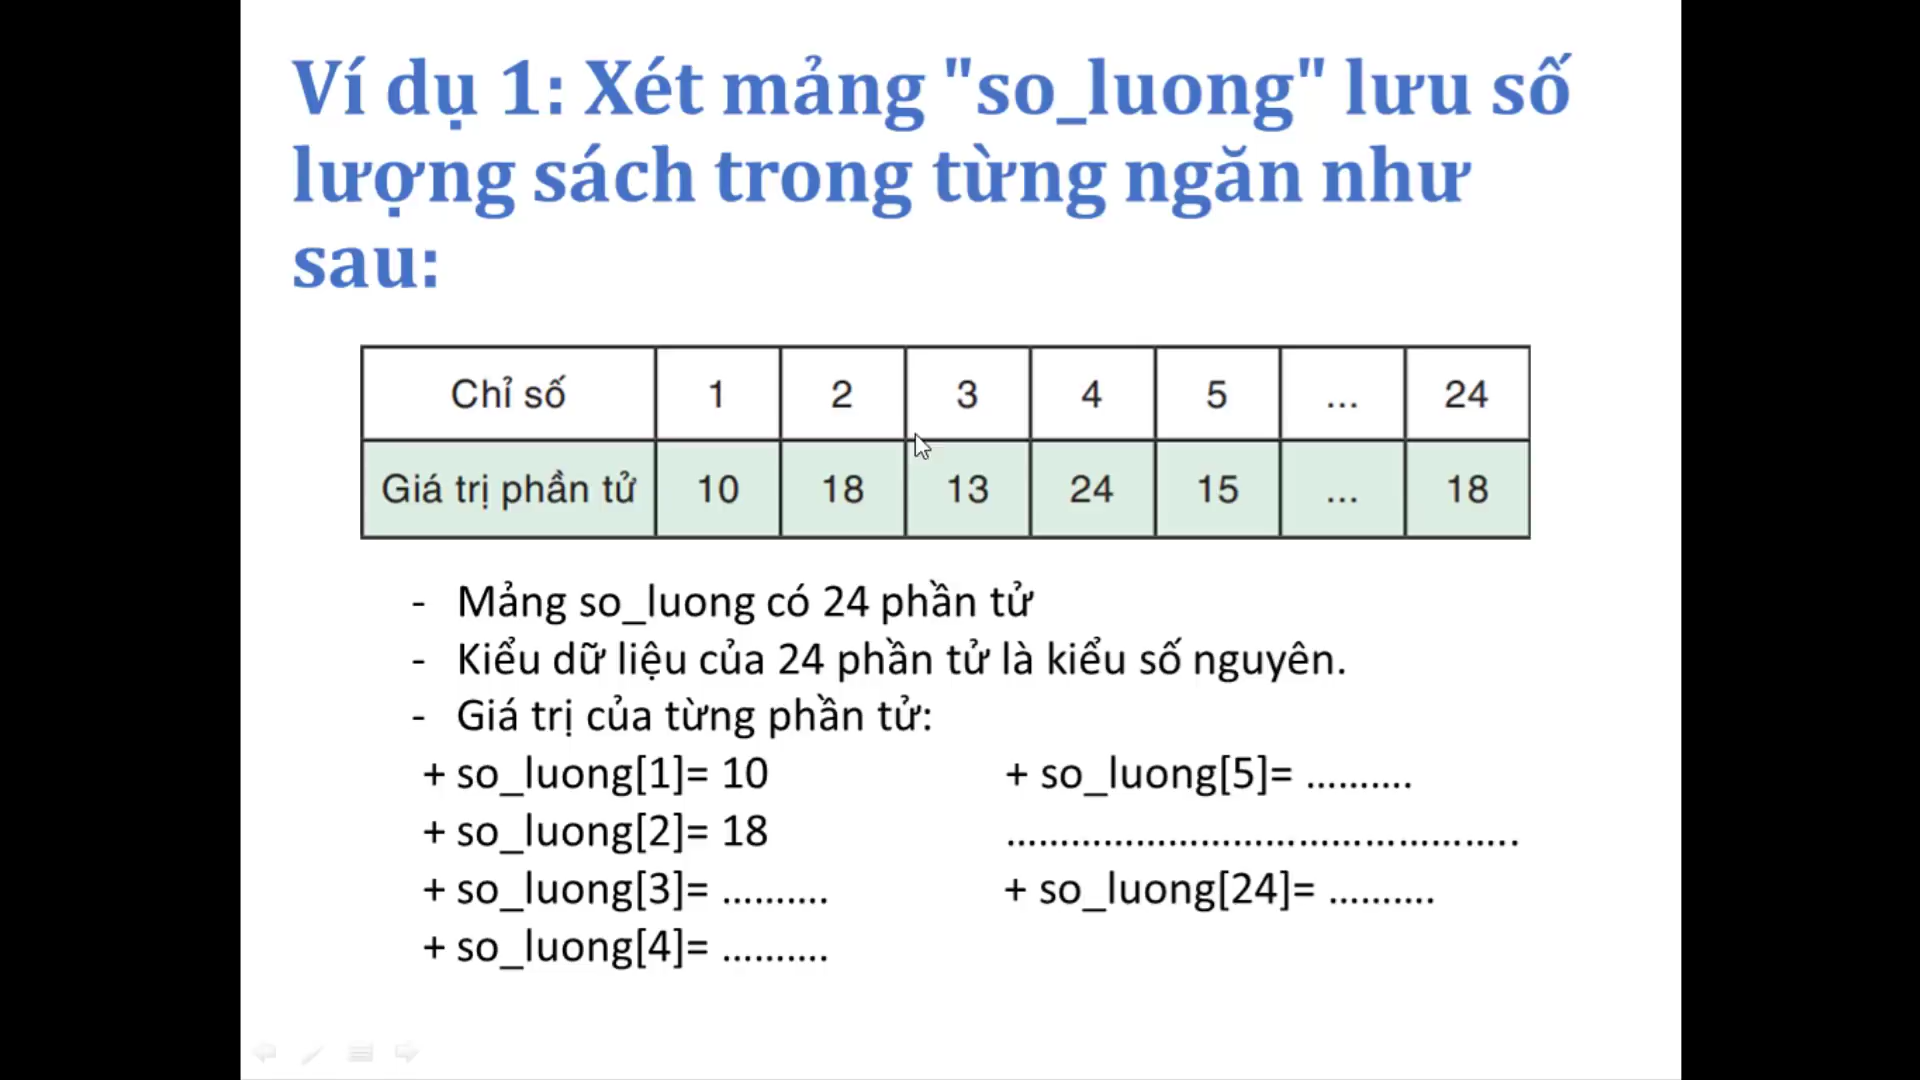 Ví dụ 1: Xét mảng "so_luong" lưu số
lượng sách trong từng ngăn như
sau:
Chỉ số 1 2 3 4 5 ... 24
Giá trị phần tử 10 18 13 24 15 ... 18
- Mảng so_luong có 24 phần tử
- Kiểu dữ liệu của 24 phần tử là kiểu số nguyên.
- Giá trị của từng phần tử:
+ so_luong[1]= 10
+ so_luong[2]= 18
+ so_luong[3]= ..........
+ so_luong[4]= ..........
+ so_luong[5]= ..........
................................................
+ so_luong[24]= ..........